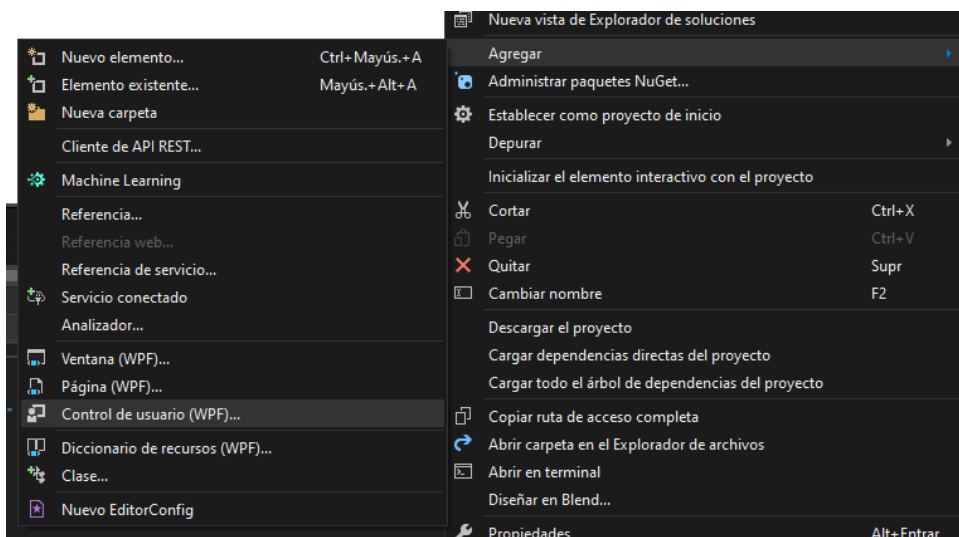 Nueva vista de Explorador de soluciones
Agregar
Administrar paquetes NuGet...
Establecer como proyecto de inicio
Depurar
Inicializar el elemento interactivo con el proyecto
Cortar Ctrl+X
Pegar Ctrl+V
Quitar Supr
Cambiar nombre F2
Descargar el proyecto
Cargar dependencias directas del proyecto
Cargar todo el árbol de dependencias del proyecto
Copiar ruta de acceso completa
Abrir carpeta en el Explorador de archivos
Abrir en terminal
Diseñar en Blend...
Propiedades Alt+Entrar
Nuevo elemento... Ctrl+Mayús.+A
Elemento existente... Mayús.+Alt+A
Nueva carpeta
Cliente de API REST...
Machine Learning
Referencia...
Referencia web...
Referencia de servicio...
Servicio conectado
Analizador...
Ventana (WPF)...
Página (WPF)...
Control de usuario (WPF)...
Diccionario de recursos (WPF)...
Clase...
Nuevo EditorConfig